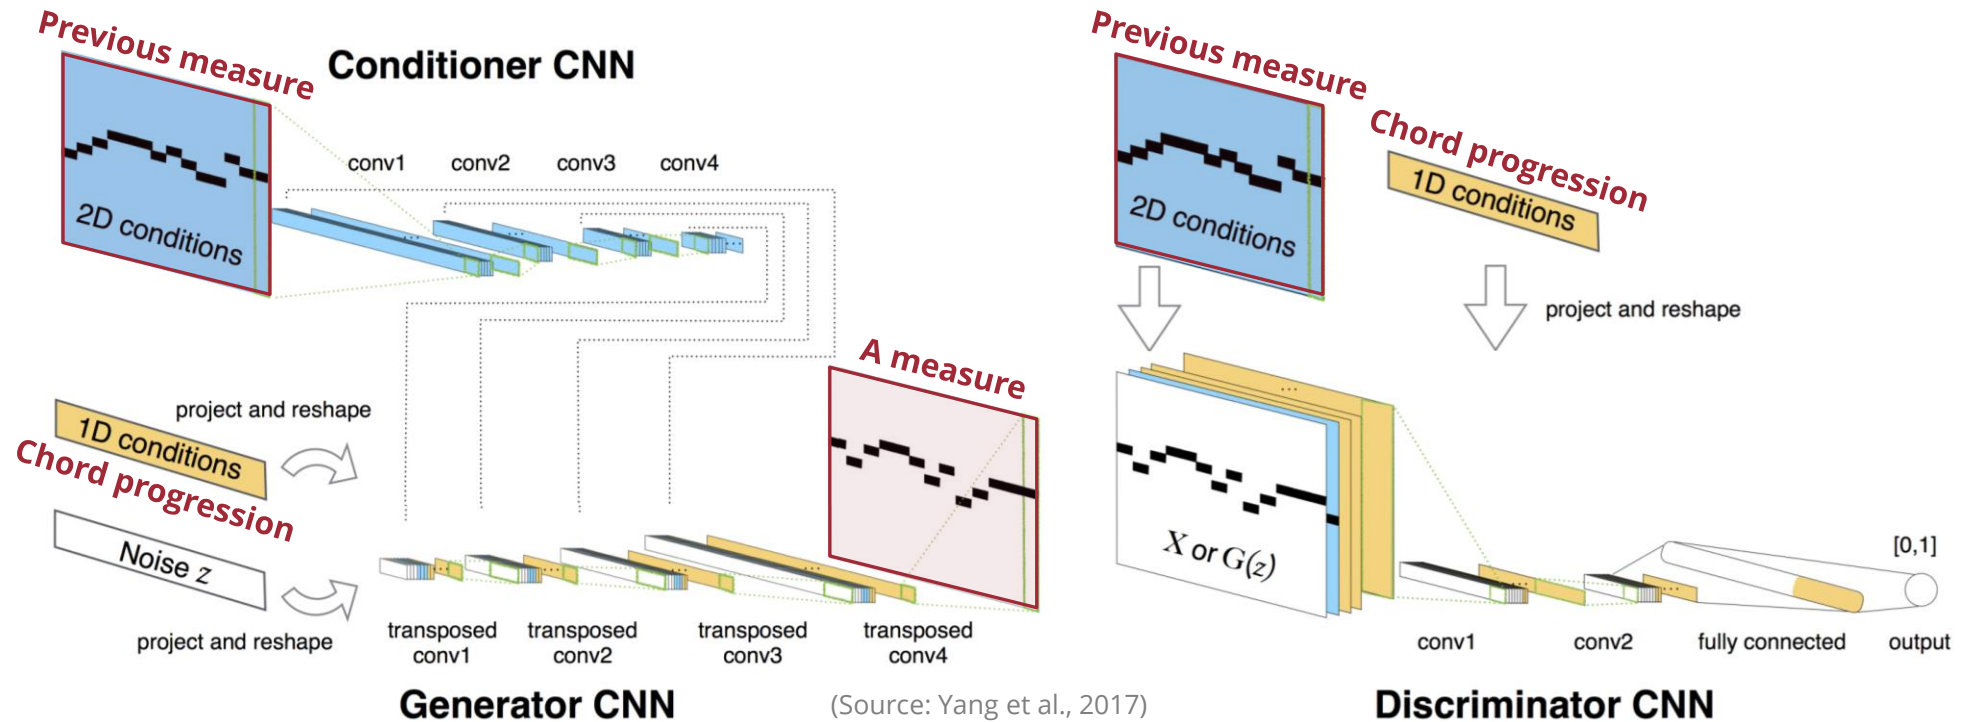 Previous measure
Conditioner CNN
conv1
conv2
conv3
conv4
2D conditions
project and reshape
1D conditions
Chord progression
Noise z
project and reshape
A measure
transposed
conv1
transposed
conv2
transposed
conv3
transposed
conv4
Generator CNN
(Source: Yang et al., 2017)
Previous measure
Chord progression
1D conditions
2D conditions
project and reshape
X or G(z)
[0,1]
conv1
conv2
fully connected
output
Discriminator CNN